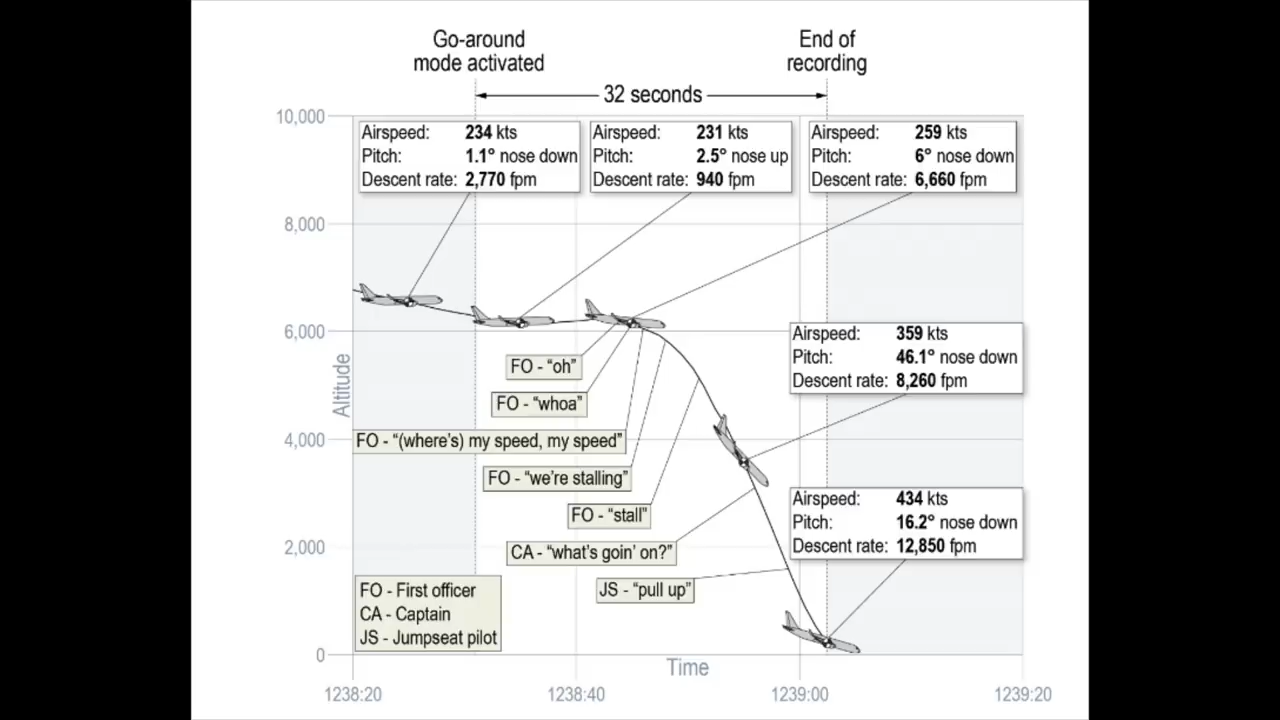 Go-around
mode activated
End of
recording
32 seconds
10,000
8,000
6,000
4,000
2,000
0
Altitude
Airspeed: 234 kts
Pitch: 1.1° nose down
Descent rate: 2,770 fpm
Airspeed: 231 kts
Pitch: 2.5° nose up
Descent rate: 940 fpm
Airspeed: 259 kts
Pitch: 6° nose down
Descent rate: 6,660 fpm
Airspeed: 359 kts
Pitch: 46.1° nose down
Descent rate: 8,260 fpm
Airspeed: 434 kts
Pitch: 16.2° nose down
Descent rate: 12,850 fpm
FO - “oh”
FO - “whoa”
FO - “(where’s) my speed, my speed”
FO - “we’re stalling”
FO - “stall”
CA - “what’s goin’ on?”
JS - “pull up”
FO - First officer
CA - Captain
JS - Jumpseat pilot
Time
1238:20
1238:40
1239:00
1239:20